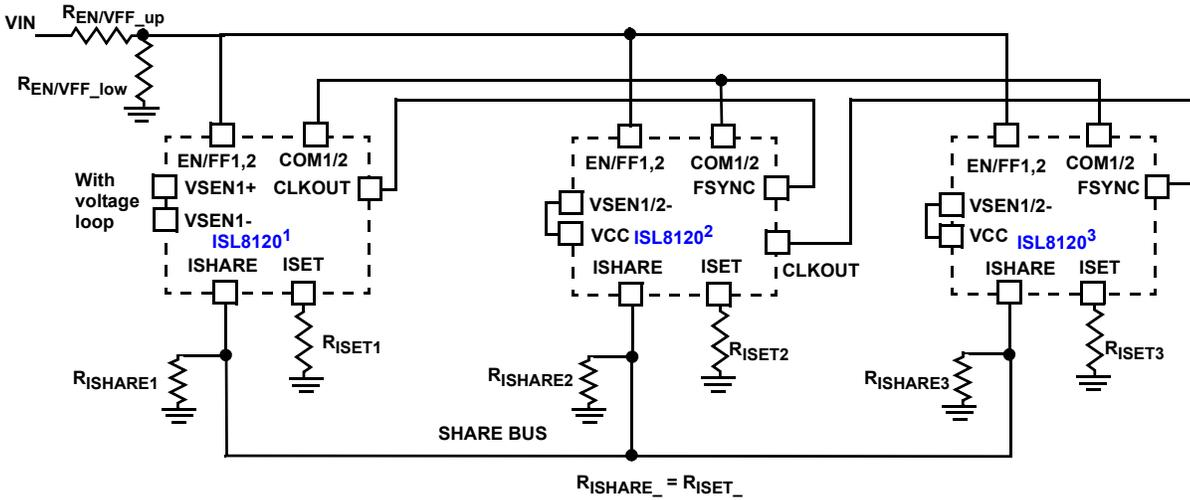 VIN
REN/VFF_up
REN/VFF_low
EN/FF1,2
COM1/2
With
voltage
loop
VSEN1+
CLKOUT
VSEN1-
ISL8120¹
ISHARE
ISET
RISHARE1
RISET1
EN/FF1,2
COM1/2
FSYNC
VSEN1/2-
VCC
ISL8120²
CLKOUT
ISHARE
ISET
RISHARE2
RISET2
EN/FF1,2
COM1/2
FSYNC
VSEN1/2-
VCC
ISL8120³
ISHARE
ISET
RISHARE3
RISET3
SHARE BUS
RISHARE_ = RISET_